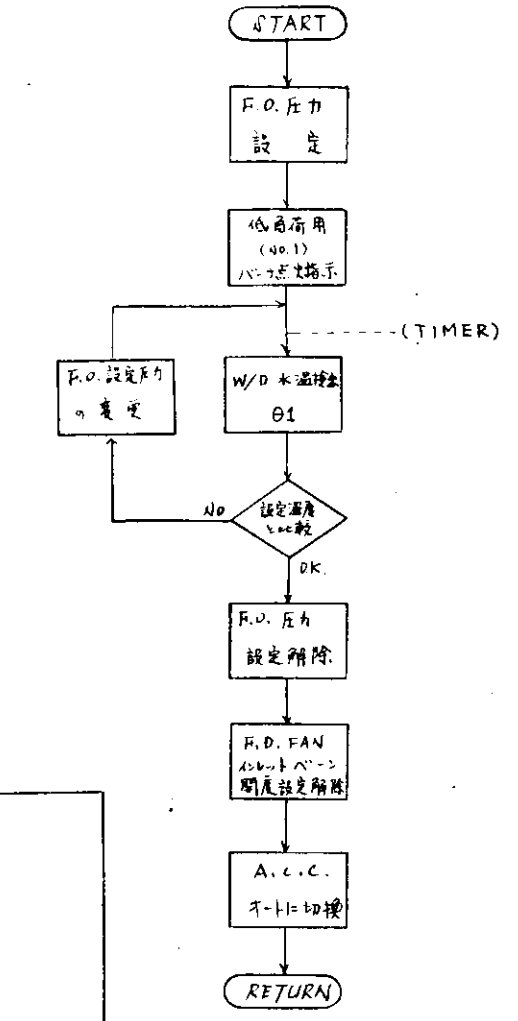 START
F.O.圧力
設 定
低負荷用
(NO.1)
バーナ点火指示
(TIMER)
F.O.設定圧力
の変更
W/D 水温検出
θ1
NO
設定温度
と比較
OK.
F.O.圧力
設定解除
F.D.FAN
インレットベーン
開度設定解除
A.C.C.
オートに切換
RETURN